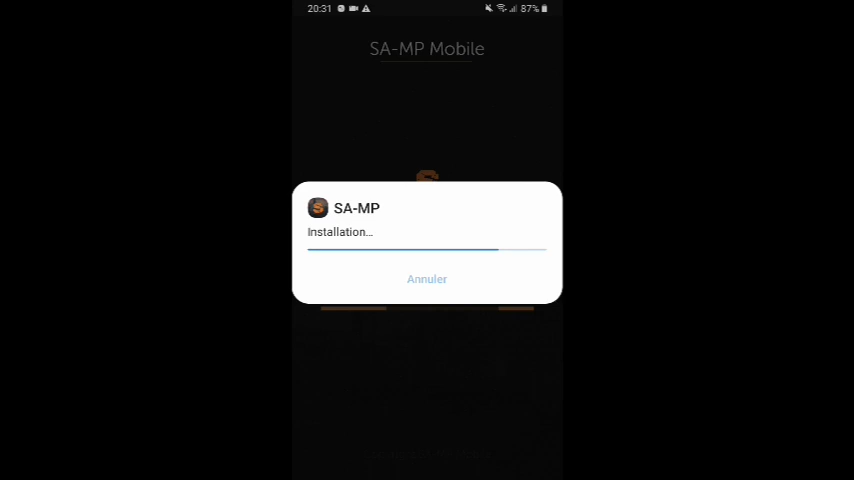 20:31 87%
SA-MP Mobile
SA-MP
Installation...
Annuler